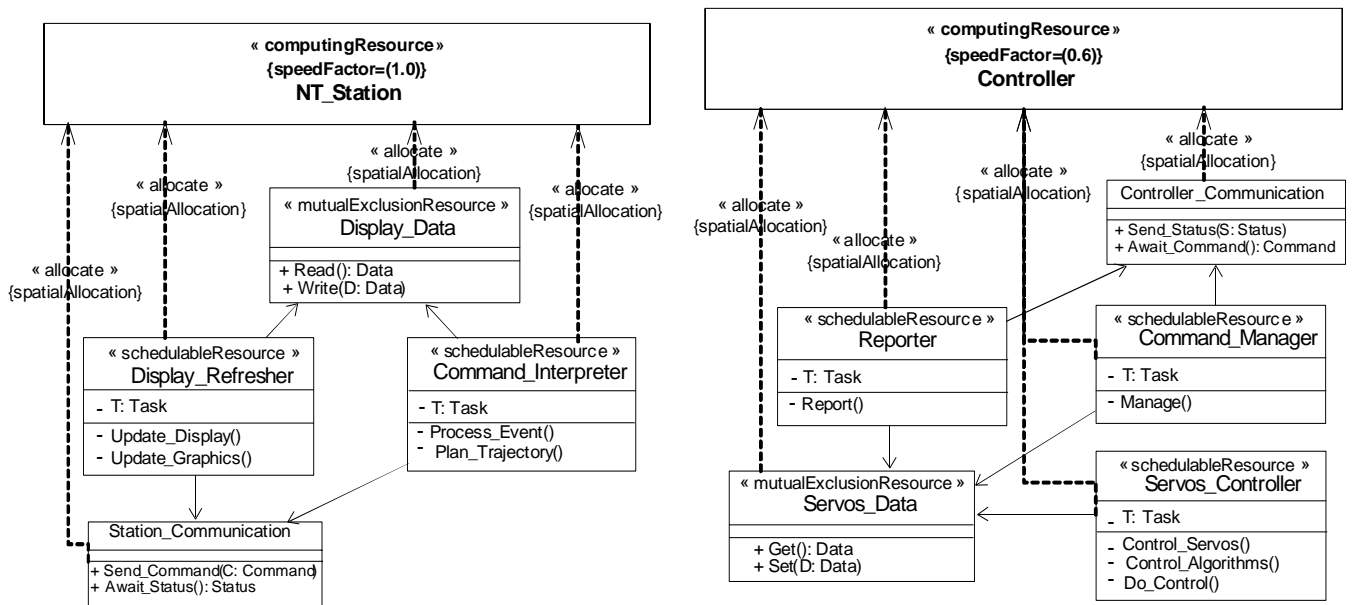 « computingResource »
{speedFactor=(1.0)}
NT_Station
« allocate »
{spatialAllocation}
« allocate »
{spatialAllocation}
« allocate »
{spatialAllocation}
« allocate »
{spatialAllocation}
« mutualExclusionResource »
Display_Data
+ Read(): Data
+ Write(D: Data)
« schedulableResource »
Display_Refresher
- T: Task
- Update_Display()
- Update_Graphics()
« schedulableResource »
Command_Interpreter
- T: Task
- Process_Event()
- Plan_Trajectory()
Station_Communication
+ Send_Command(C: Command)
+ Await_Status(): Status
« computingResource »
{speedFactor=(0.6)}
Controller
« allocate »
{spatialAllocation}
« allocate »
{spatialAllocation}
« allocate »
{spatialAllocation}
« allocate »
{spatialAllocation}
Controller_Communication
+ Send_Status(S: Status)
+ Await_Command(): Command
« schedulableResource »
Reporter
- T: Task
- Report()
« schedulableResource »
Command_Manager
- T: Task
- Manage()
« mutualExclusionResource »
Servos_Data
+ Get(): Data
+ Set(D: Data)
« schedulableResource »
Servos_Controller
- T: Task
- Control_Servos()
- Control_Algorithms()
- Do_Control()